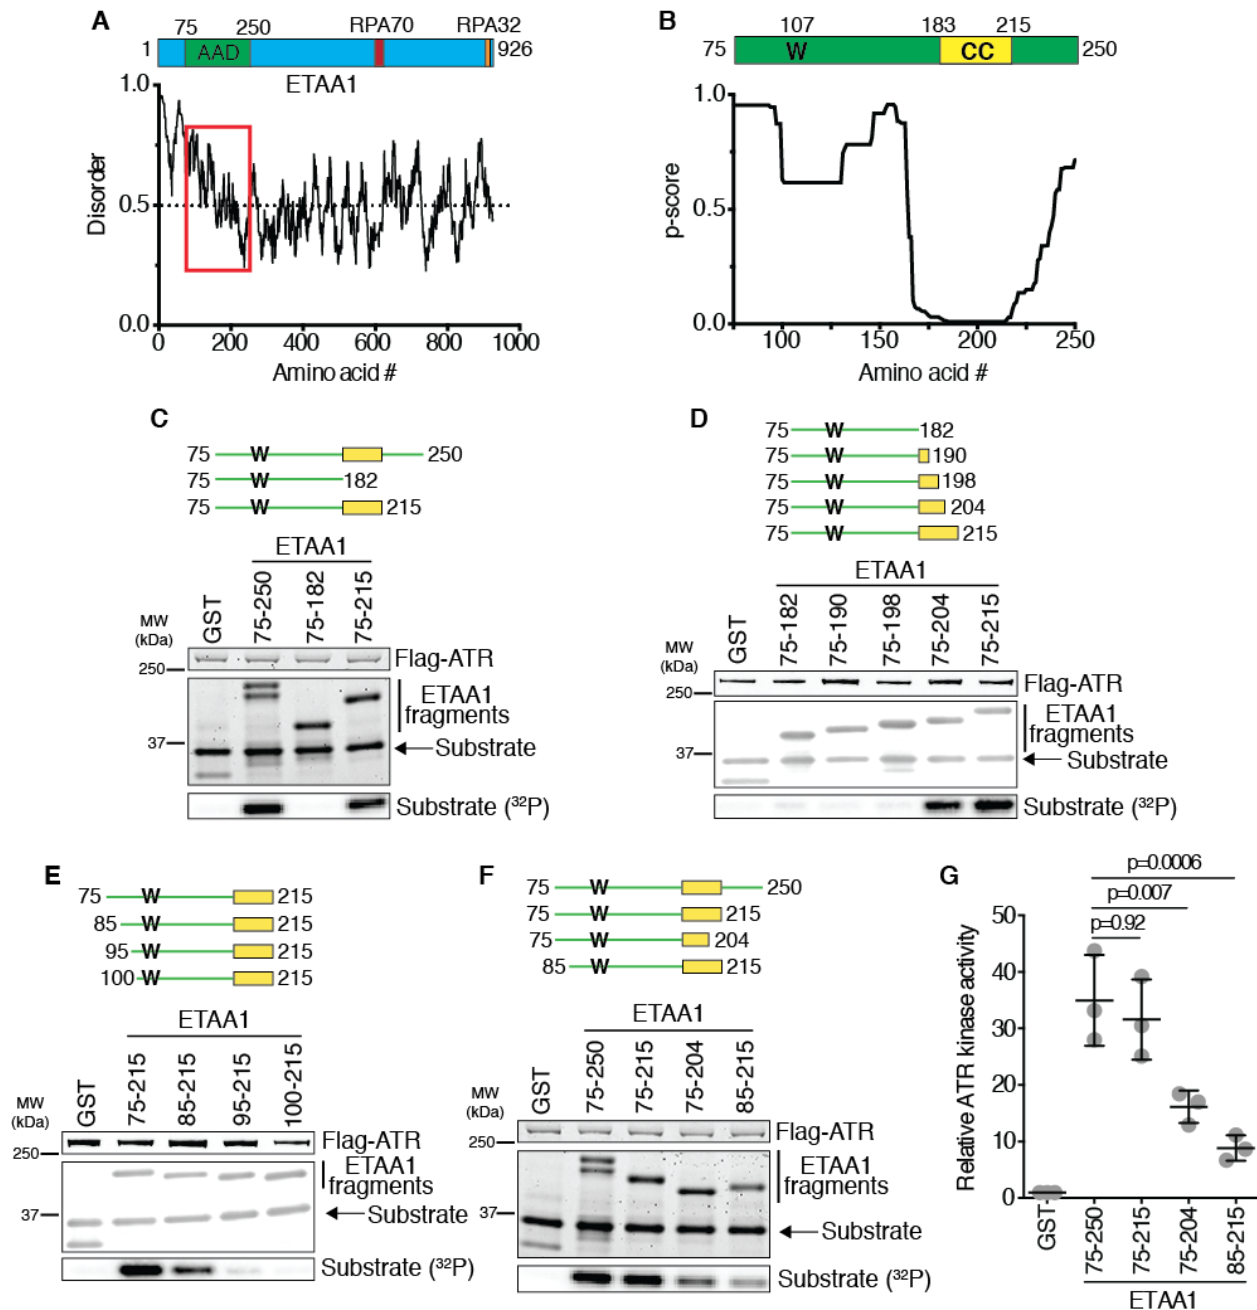 A
75 250 RPA70 RPA32
1 AAD 926
ETAA1
1.0
Disorder
0.5
0.0
0 200 400 600 800 1000
Amino acid #
B
107 183 215
75 W CC 250
1.0
p-score
0.5
0.0
100 150 200 250
Amino acid #
C
75 W 250
75 W 182
75 W 215
ETAA1
MW (kDa) GST 75-250 75-182 75-215
250 Flag-ATR
ETAA1 fragments
37 Substrate
Substrate (³²P)
D
75 W 182
75 W 190
75 W 198
75 W 204
75 W 215
ETAA1
MW (kDa) GST 75-182 75-190 75-198 75-204 75-215
250 Flag-ATR
ETAA1 fragments
37 Substrate
Substrate (³²P)
E
75 W 215
85 W 215
95 W 215
100 W 215
ETAA1
MW (kDa) GST 75-215 85-215 95-215 100-215
250 Flag-ATR
ETAA1 fragments
37 Substrate
Substrate (³²P)
F
75 W 250
75 W 215
75 W 204
85 W 215
ETAA1
MW (kDa) GST 75-250 75-215 75-204 85-215
250 Flag-ATR
ETAA1 fragments
37 Substrate
Substrate (³²P)
G
p=0.0006
p=0.007
p=0.92
Relative ATR kinase activity
50
40
30
20
10
0
GST 75-250 75-215 75-204 85-215
ETAA1